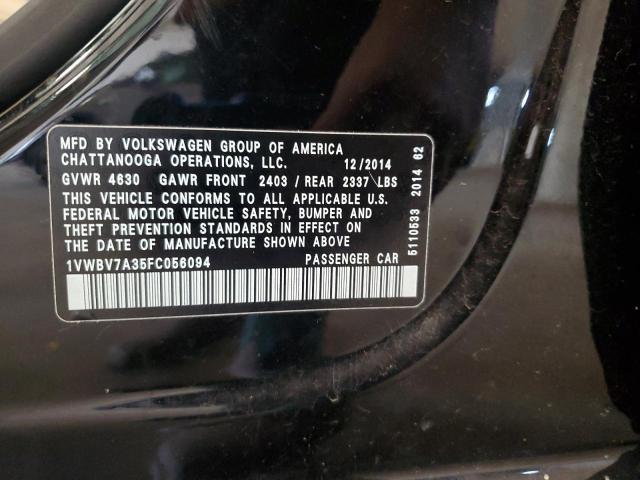 MFD BY VOLKSWAGEN GROUP OF AMERICA
CHATTANOOGA OPERATIONS, LLC. 12/2014
GVWR 4630 GAWR FRONT 2403 / REAR 2337 LBS
THIS VEHICLE CONFORMS TO ALL APPLICABLE U.S.
FEDERAL MOTOR VEHICLE SAFETY, BUMPER AND
THEFT PREVENTION STANDARDS IN EFFECT ON
THE DATE OF MANUFACTURE SHOWN ABOVE
1VWBV7A35FC056094 PASSENGER CAR
5110533 2014 62